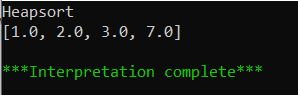 Heapsort
[1.0, 2.0, 3.0, 7.0]
***Interpretation complete***